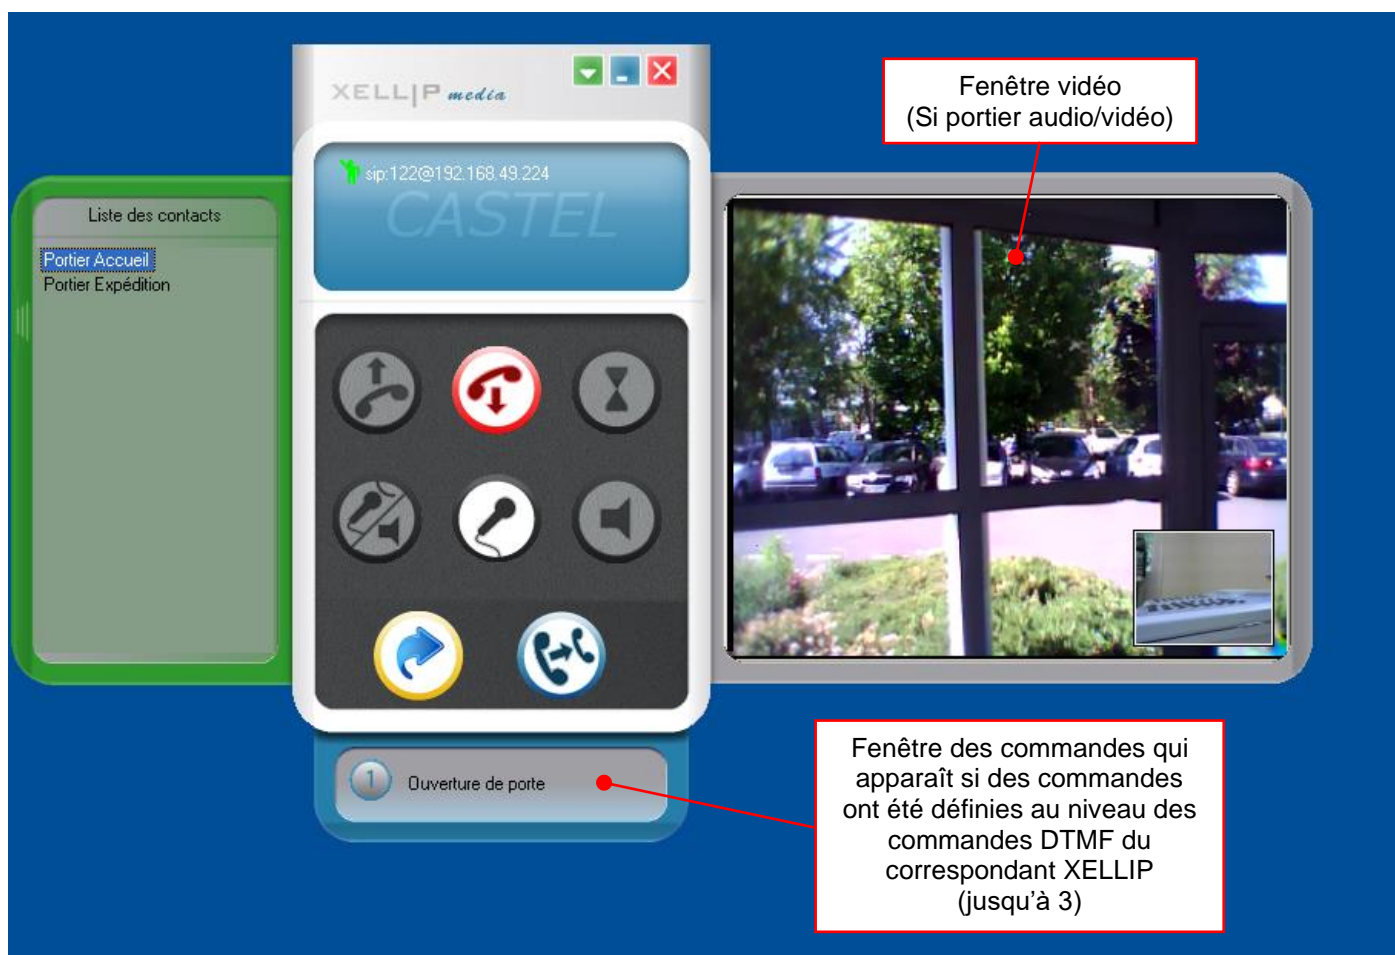 XELLIP media
Fenêtre vidéo
(Si portier audio/vidéo)
sip:122@192.168.49.224
CASTEL
Liste des contacts
Portier Accueil
Portier Expédition
1
Ouverture de porte
Fenêtre des commandes qui
apparaît si des commandes
ont été définies au niveau des
commandes DTMF du
correspondant XELLIP
(jusqu’à 3)